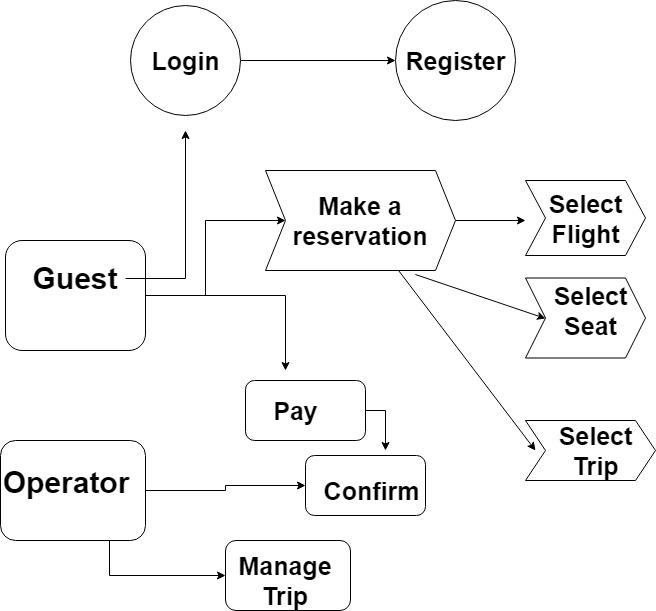 Login
Register
Make a
reservation
Select
Flight
Guest
Select
Seat
Pay
Select
Trip
Operator
Confirm
Manage
Trip